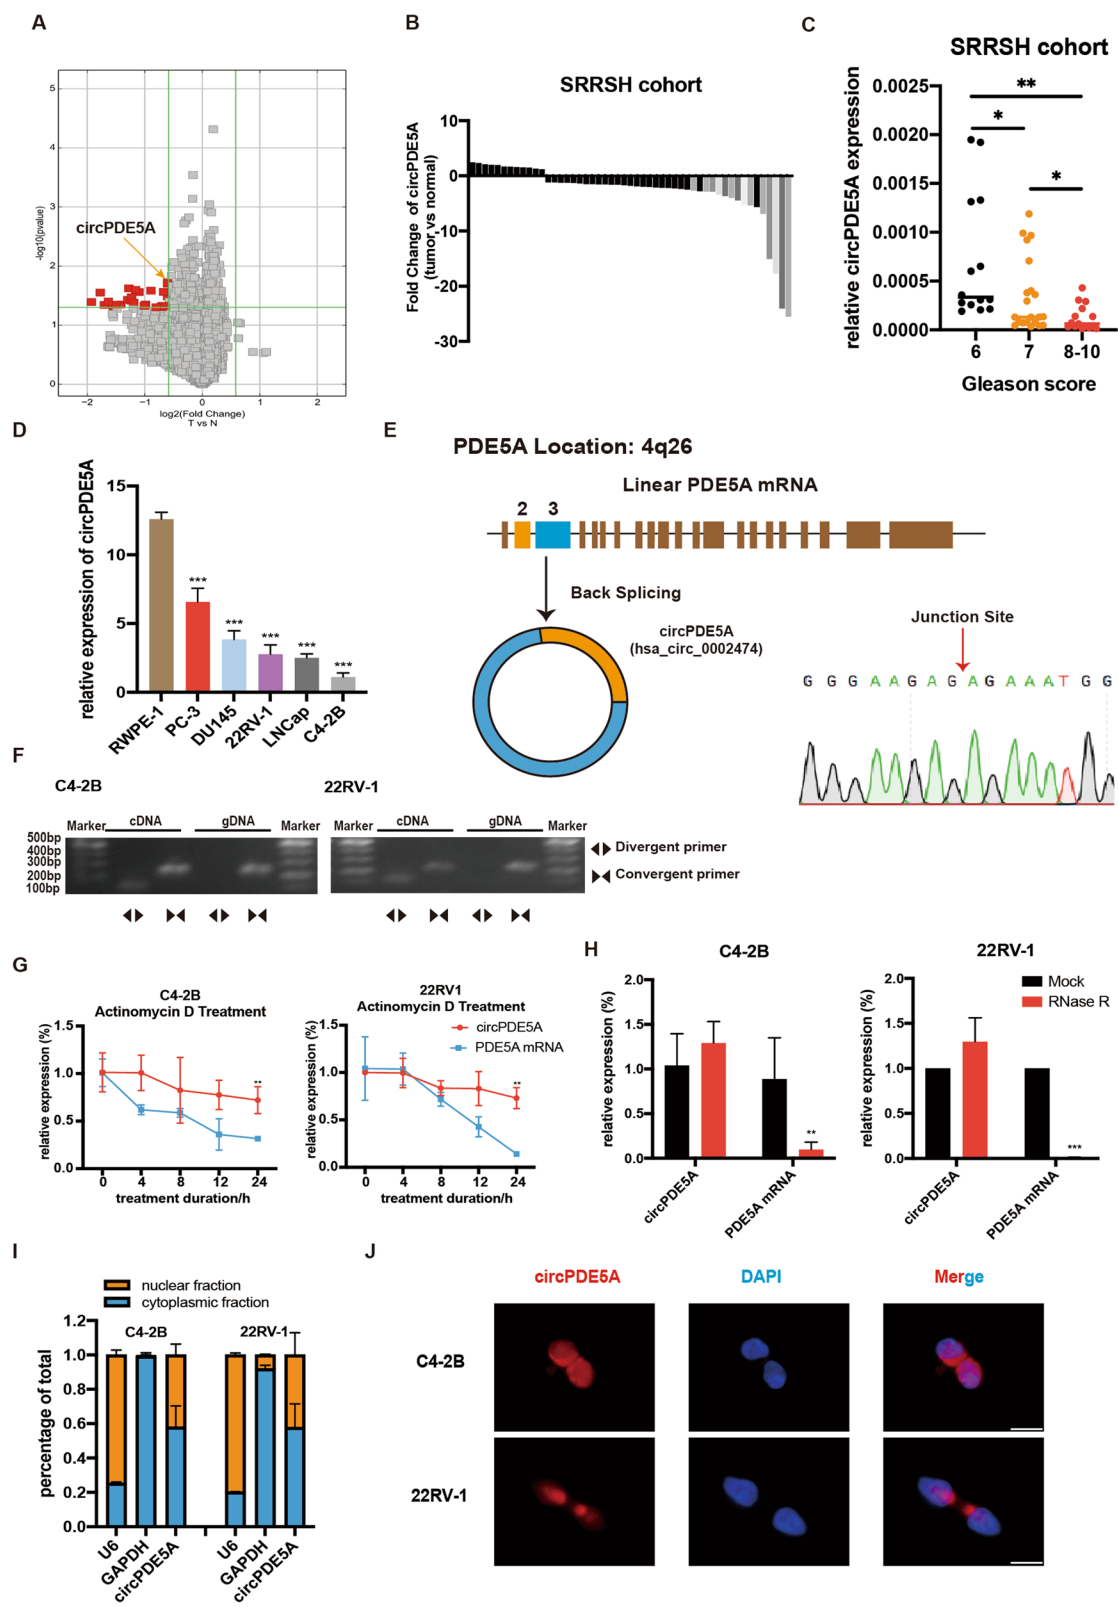 A
5
4
3
2
1
0
-log10(pvalue)
circPDE5A
−2
−1
0
1
2
log2(Fold Change)
T vs N
B
SRRSH cohort
Fold Change of circPDE5A
(tumor vs normal)
10
0
-10
-20
-30
C
SRRSH cohort
relative circPDE5A expression
0.0025
0.0020
0.0015
0.0010
0.0005
0.0000
**
*
*
6
7
8-10
Gleason score
D
relative expression of circPDE5A
15
10
5
0
***
***
***
***
***
RWPE-1
PC-3
DU145
22RV-1
LNCap
C4-2B
E
PDE5A Location: 4q26
Linear PDE5A mRNA
2
3
Back Splicing
circPDE5A
(hsa_circ_0002474)
Junction Site
G G G A A G A G A G A A A T G G
F
C4-2B
22RV-1
Marker cDNA gDNA Marker
Marker cDNA gDNA Marker
500bp
400bp
300bp
200bp
100bp
Divergent primer
Convergent primer
G
C4-2B
Actinomycin D Treatment
relative expression (%)
1.5
1.0
0.5
0.0
**
0 4 8 12 24
treatment duration/h
22RV1
Actinomycin D Treatment
relative expression (%)
1.5
1.0
0.5
0.0
circPDE5A
PDE5A mRNA
**
0 4 8 12 24
treatment duration/h
H
C4-2B
relative expression (%)
2.0
1.5
1.0
0.5
0.0
**
circPDE5A
PDE5A mRNA
22RV-1
relative expression (%)
2.0
1.5
1.0
0.5
0.0
Mock
RNase R
***
circPDE5A
PDE5A mRNA
I
nuclear fraction
cytoplasmic fraction
percentage of total
1.2
1.0
0.8
0.6
0.4
0.2
0.0
C4-2B
22RV-1
U6
GAPDH
circPDE5A
U6
GAPDH
circPDE5A
J
circPDE5A
DAPI
Merge
C4-2B
22RV-1